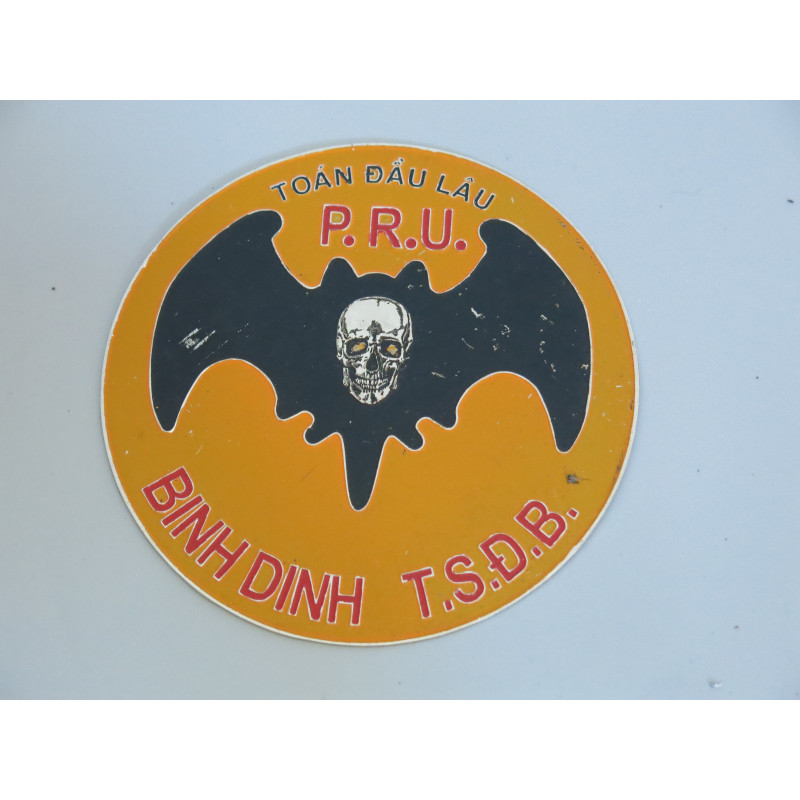 TOÁN ĐẦU LÂU
P.R.U.
BINH DINH T.S.Đ.B.